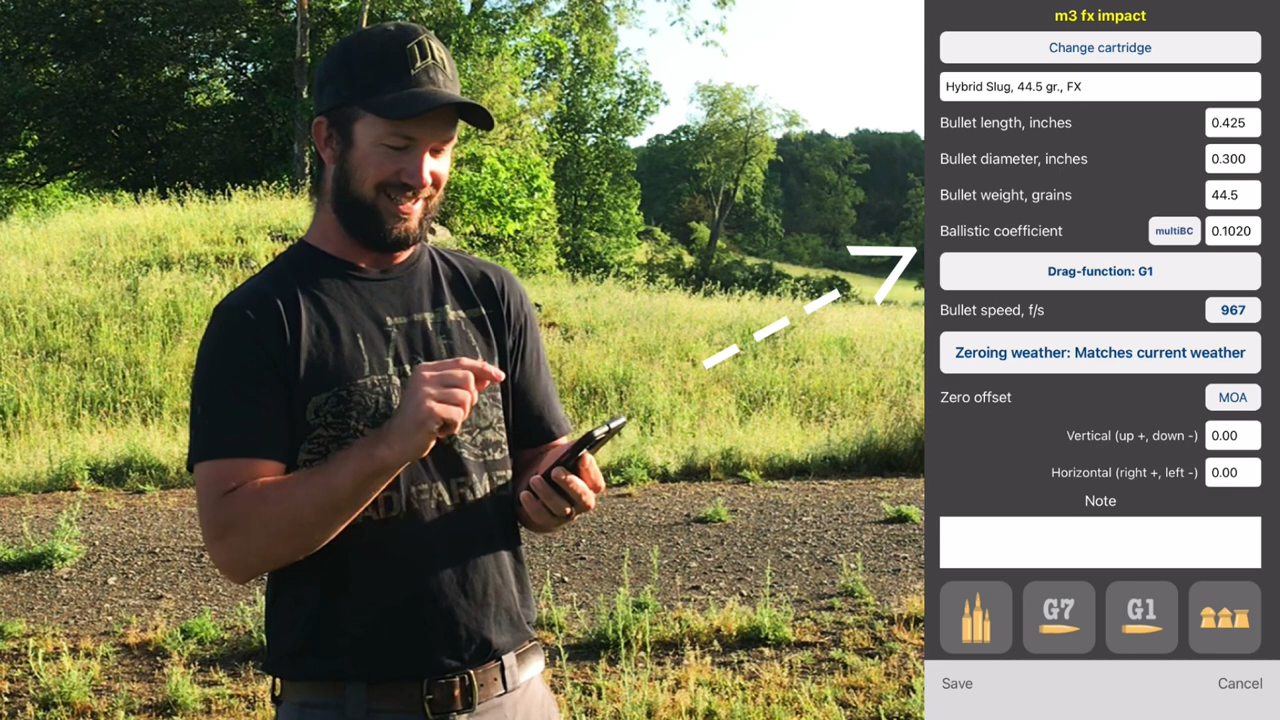 m3 fx impact
Change cartridge
Hybrid Slug, 44.5 gr., FX
Bullet length, inches 0.425
Bullet diameter, inches 0.300
Bullet weight, grains 44.5
Ballistic coefficient multiBC 0.1020
Drag-function: G1
Bullet speed, f/s 967
Zeroing weather: Matches current weather
Zero offset MOA
Vertical (up +, down -) 0.00
Horizontal (right +, left -) 0.00
Note
G7 G1
Save Cancel